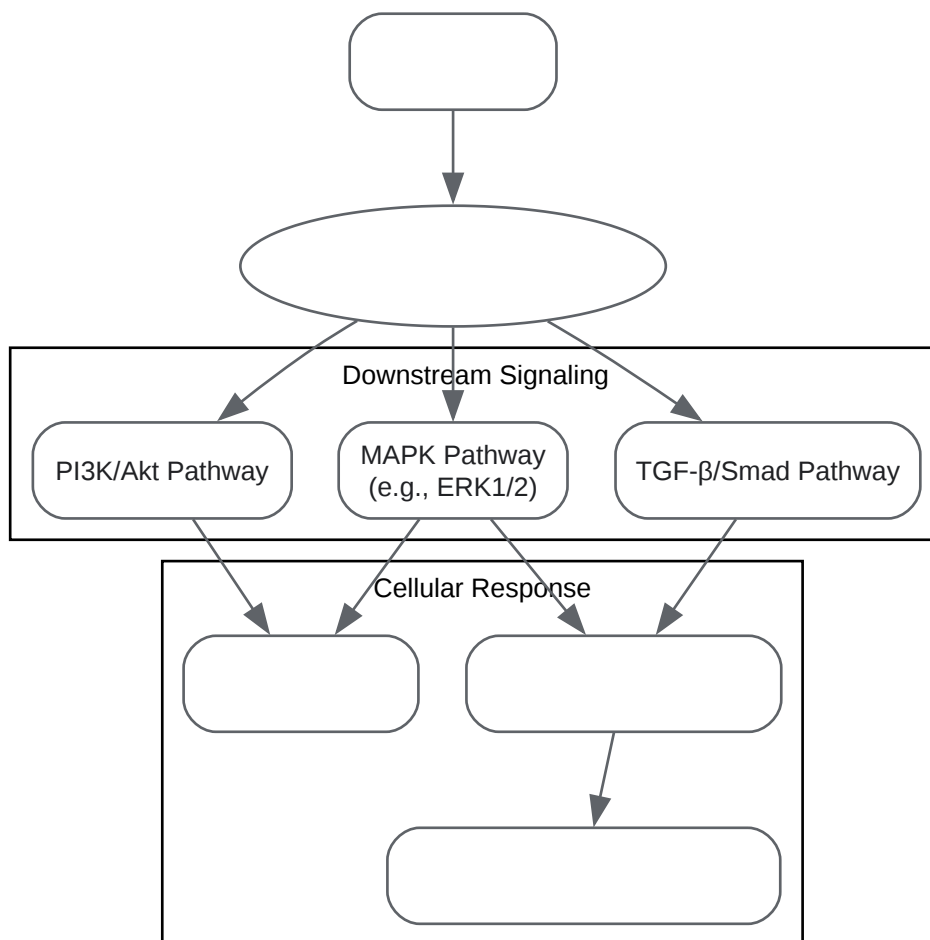 Downstream Signaling
PI3K/Akt Pathway
MAPK Pathway
(e.g., ERK1/2)
TGF-β/Smad Pathway
Cellular Response